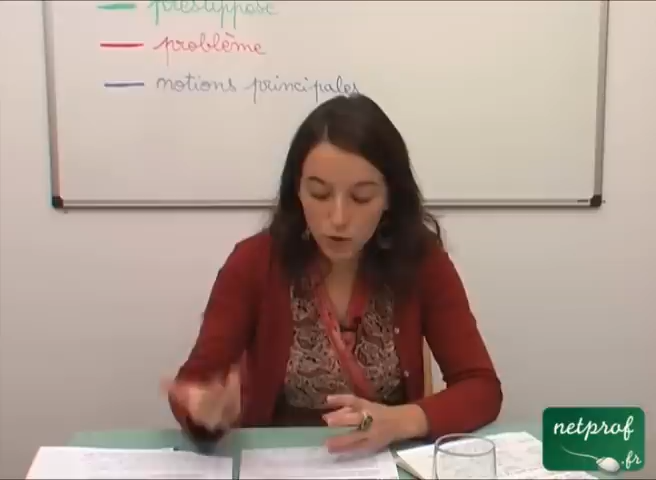 présupposé
problème
notions principales
netprof
.fr